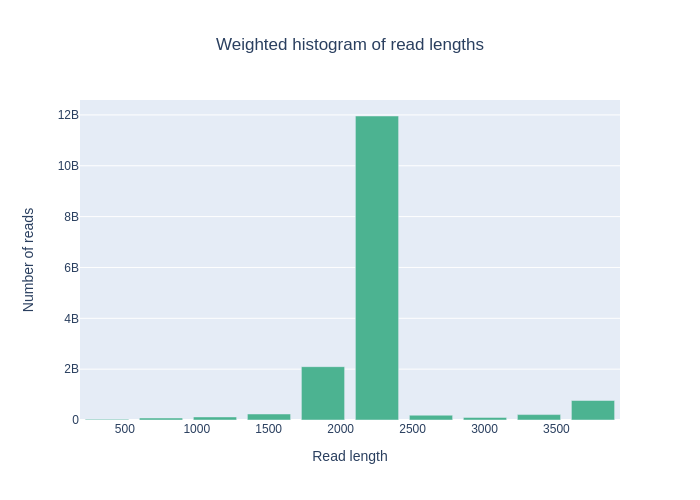 Weighted histogram of read lengths
12B
10B
8B
6B
4B
2B
0
Number of reads
500 1000 1500 2000 2500 3000 3500
Read length